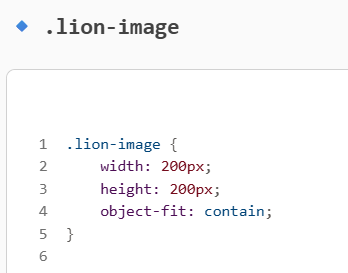 .lion-image
1 .lion-image {
2     width: 200px;
3     height: 200px;
4     object-fit: contain;
5 }
6